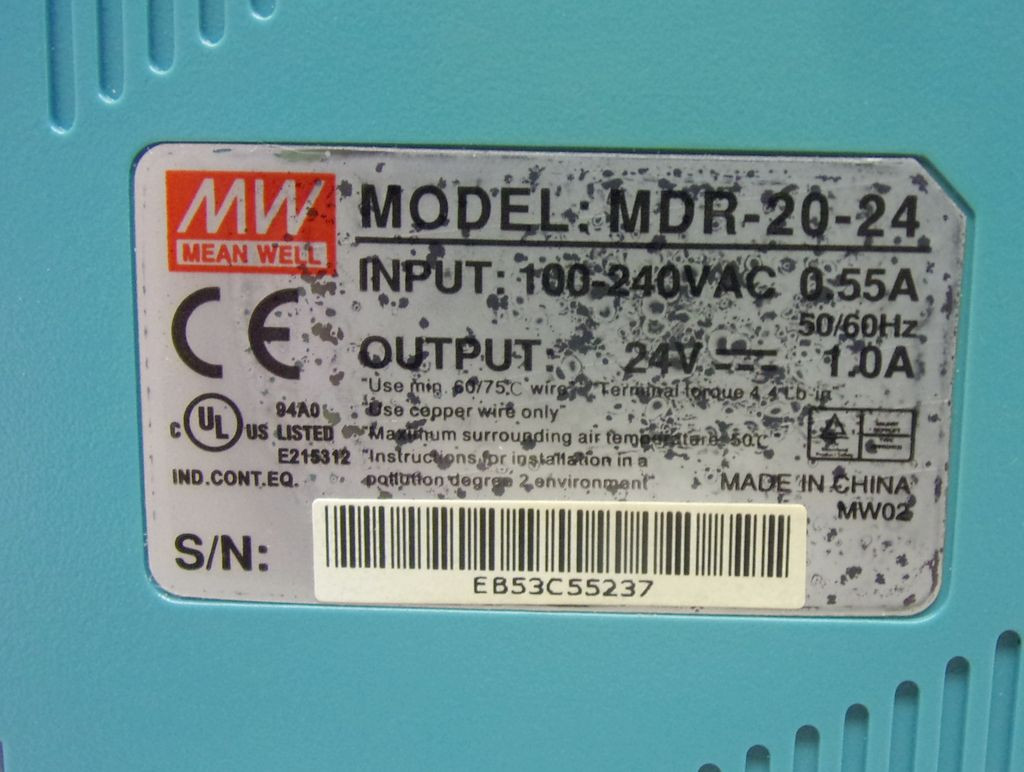 MW
MEAN WELL
MODEL: MDR-20-24
INPUT: 100-240VAC 0.55A
50/60Hz
OUTPUT: 24V 1.0A
"Use min. 60/75℃ wire" "Terminal torque 4.4 Lb-in"
"Use copper wire only"
"Maximum surrounding air temperature: 50℃"
"Instructions for installation in a
pollution degree 2 environment"
CE
C UL US
94A0
LISTED
E215312
IND.CONT.EQ.
MADE IN CHINA
MW02
S/N:
EB53C55237